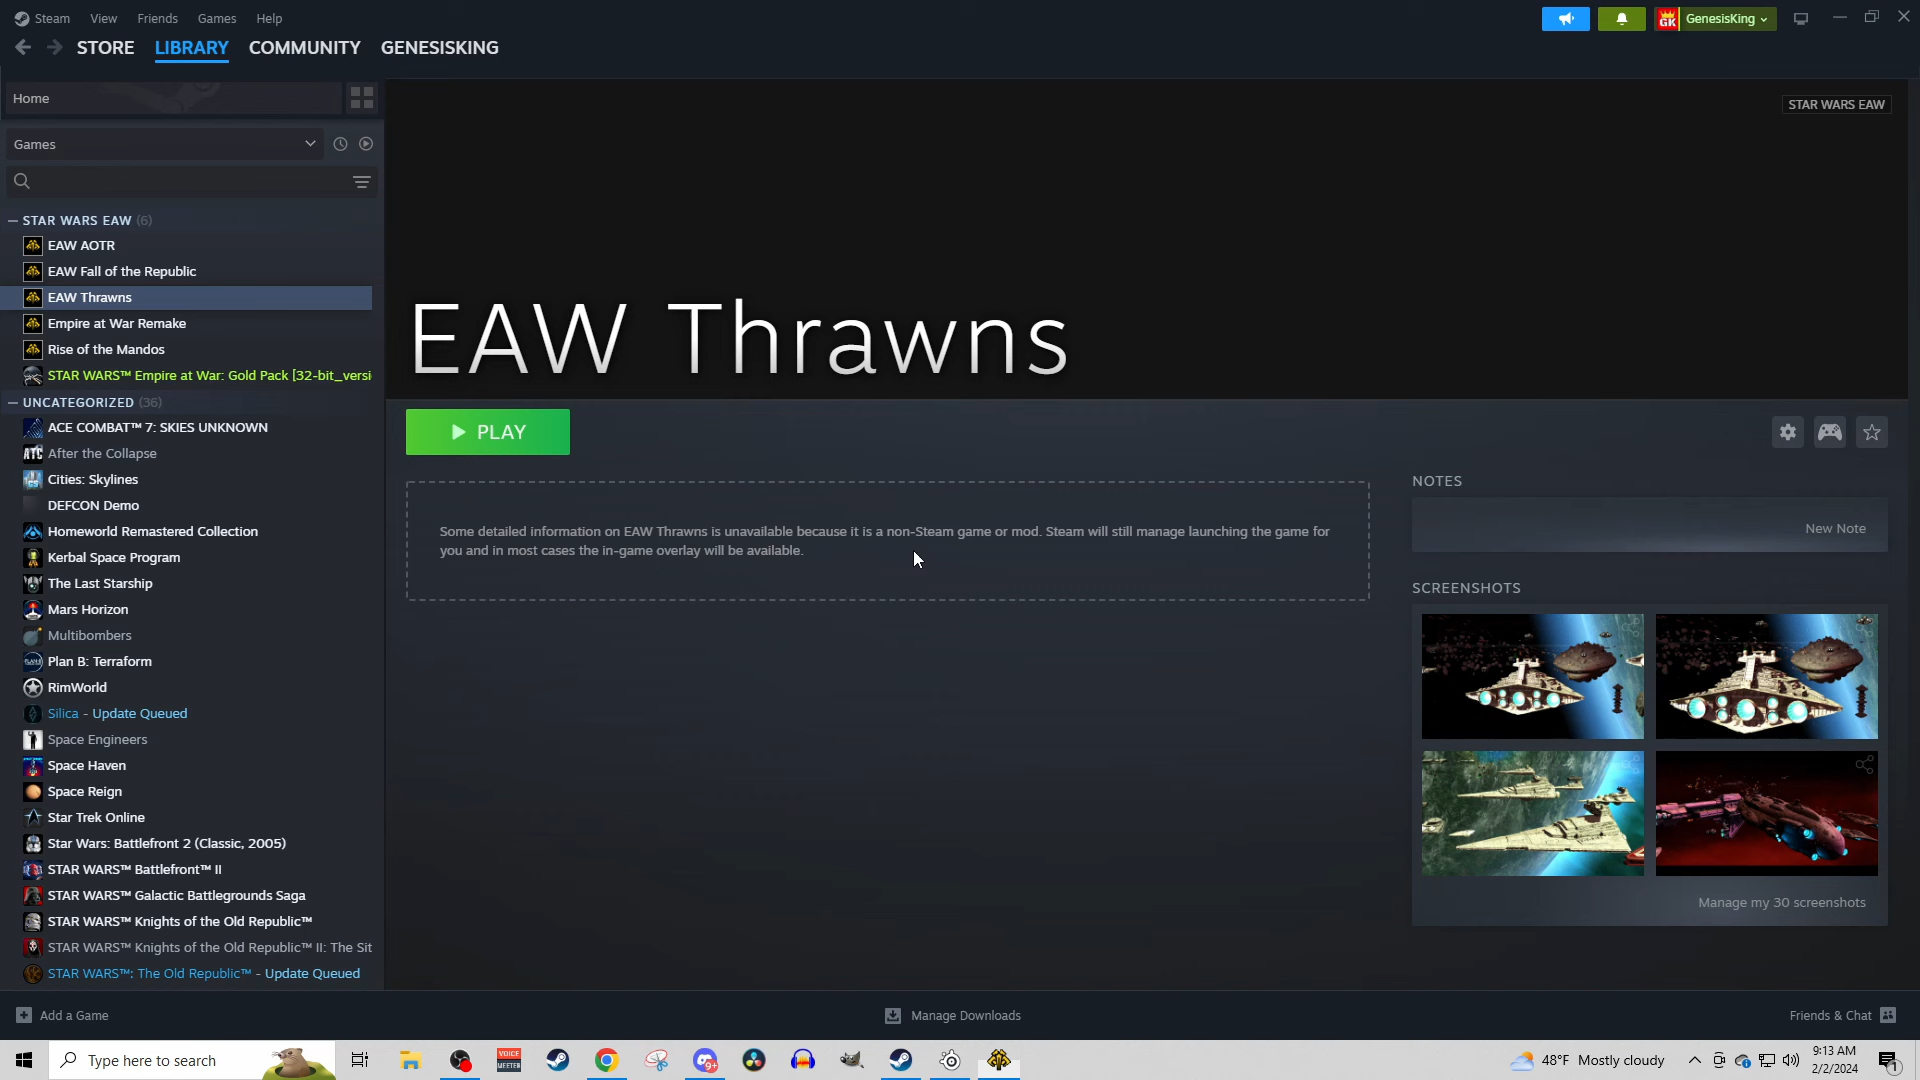 Steam View Friends Games Help
GK GenesisKing
STORE LIBRARY COMMUNITY GENESISKING
Home
Games
STAR WARS EAW (6)
EAW AOTR
EAW Fall of the Republic
EAW Thrawns
Empire at War Remake
Rise of the Mandos
STAR WARS™ Empire at War: Gold Pack [32-bit_versi
UNCATEGORIZED (36)
ACE COMBAT™ 7: SKIES UNKNOWN
ATC After the Collapse
Cities: Skylines
DEFCON Demo
Homeworld Remastered Collection
Kerbal Space Program
The Last Starship
Mars Horizon
Multibombers
Plan B: Terraform
RimWorld
Silica - Update Queued
Space Engineers
Space Haven
Space Reign
Star Trek Online
Star Wars: Battlefront 2 (Classic, 2005)
STAR WARS™ Battlefront™ II
STAR WARS™ Galactic Battlegrounds Saga
STAR WARS™ Knights of the Old Republic™
STAR WARS™ Knights of the Old Republic™ II: The Sit
STAR WARS™: The Old Republic™ - Update Queued
STAR WARS EAW
EAW Thrawns
PLAY
Some detailed information on EAW Thrawns is unavailable because it is a non-Steam game or mod. Steam will still manage launching the game for
you and in most cases the in-game overlay will be available.
NOTES
New Note
SCREENSHOTS
Manage my 30 screenshots
Add a Game
Manage Downloads
Friends & Chat
Type here to search
VOICE
MEETER
9+
48°F Mostly cloudy
9:13 AM
2/2/2024
1